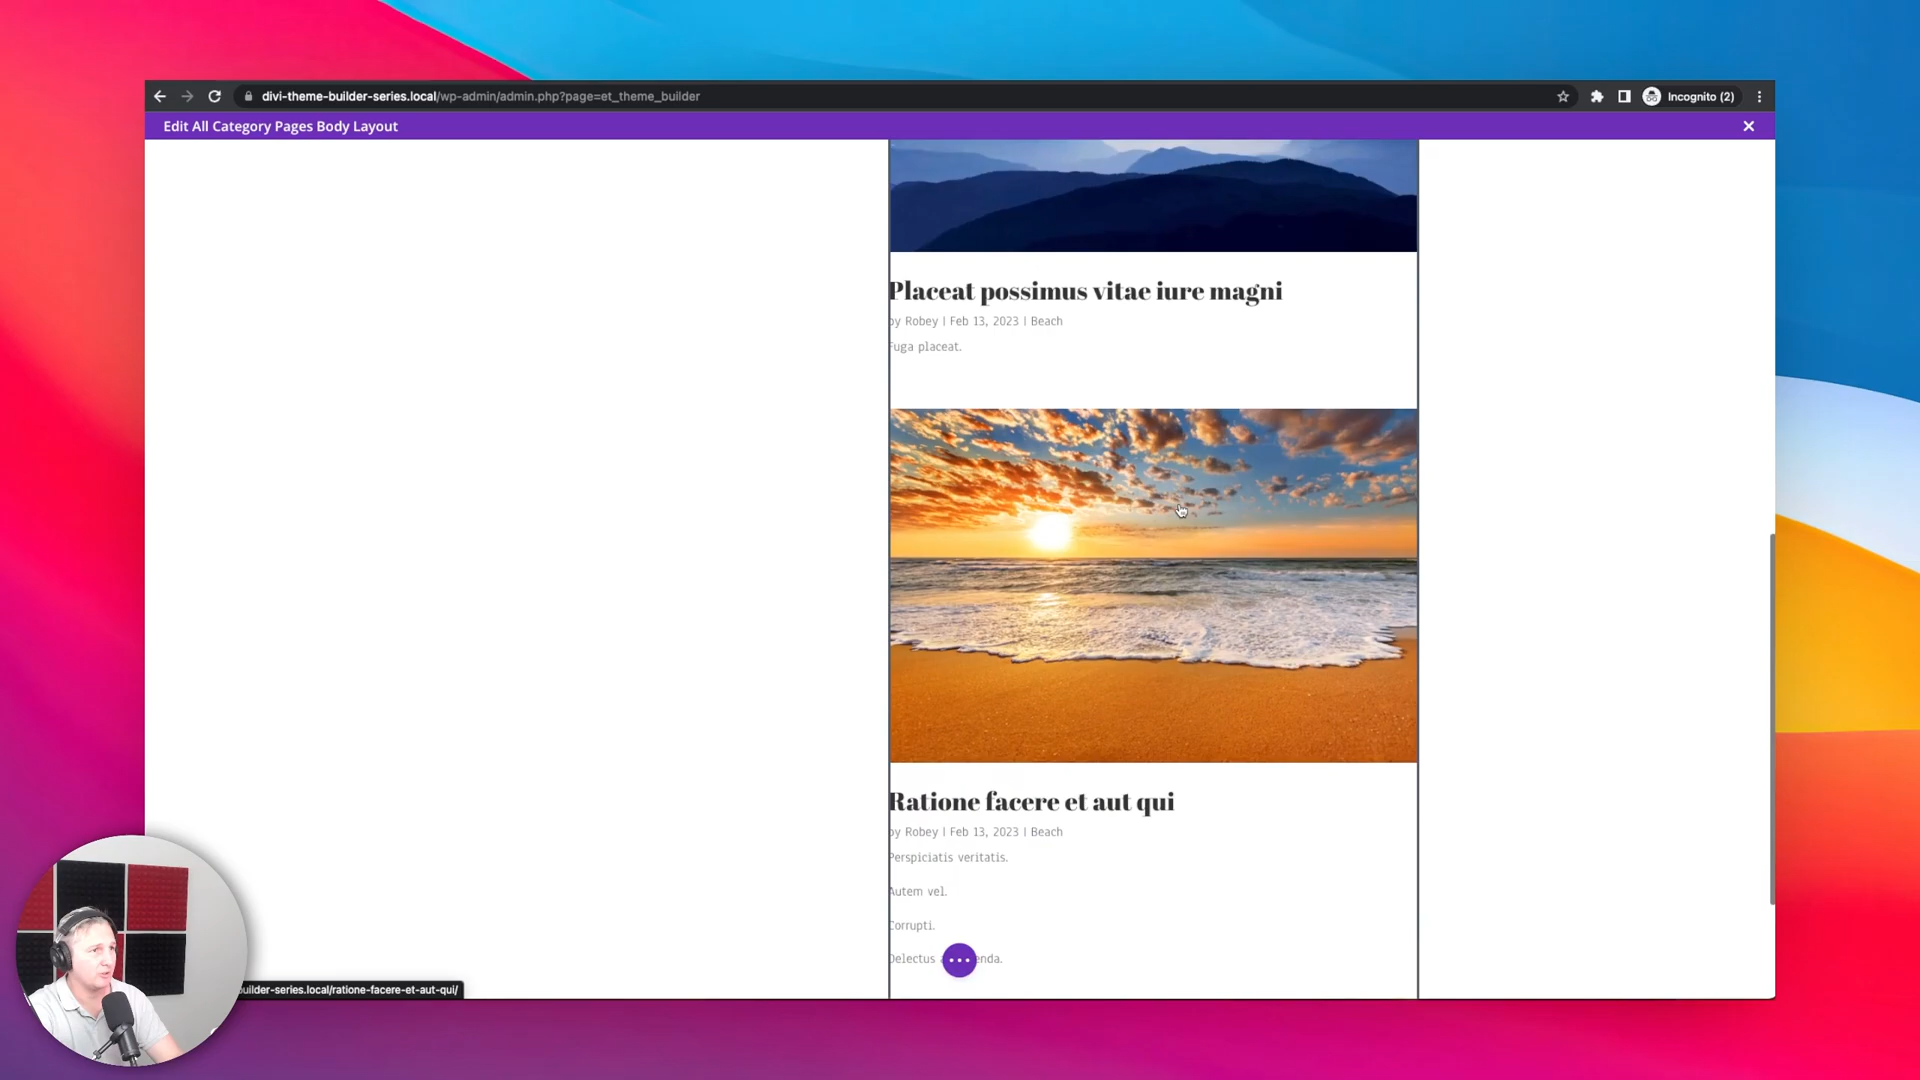 divi-theme-builder-series.local/wp-admin/admin.php?page=et_theme_builder
Incognito (2)
Edit All Category Pages Body Layout
Placeat possimus vitae iure magni
by Robey | Feb 13, 2023 | Beach
Fuga placeat.
Ratione facere et aut qui
by Robey | Feb 13, 2023 | Beach
Perspiciatis veritatis.
Autem vel.
Corrupti.
Delectus
builder-series.local/ratione-facere-et-aut-qui/